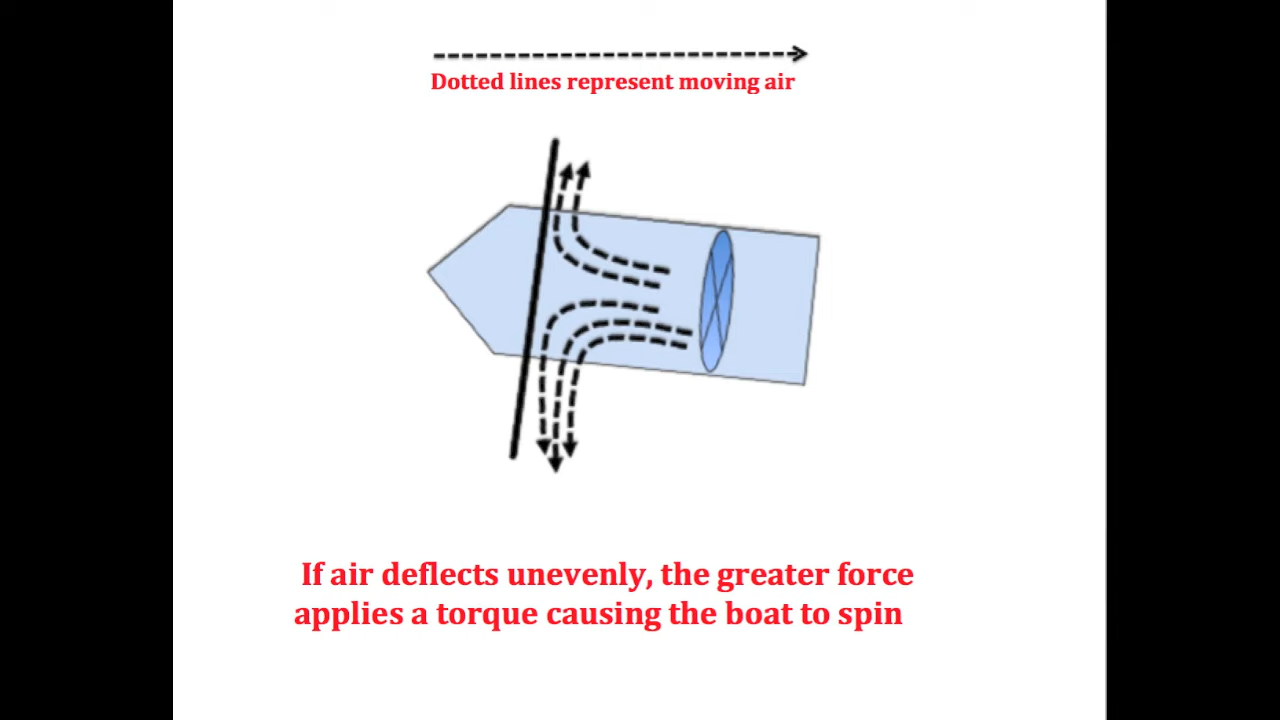 Dotted lines represent moving air
If air deflects unevenly, the greater force
applies a torque causing the boat to spin